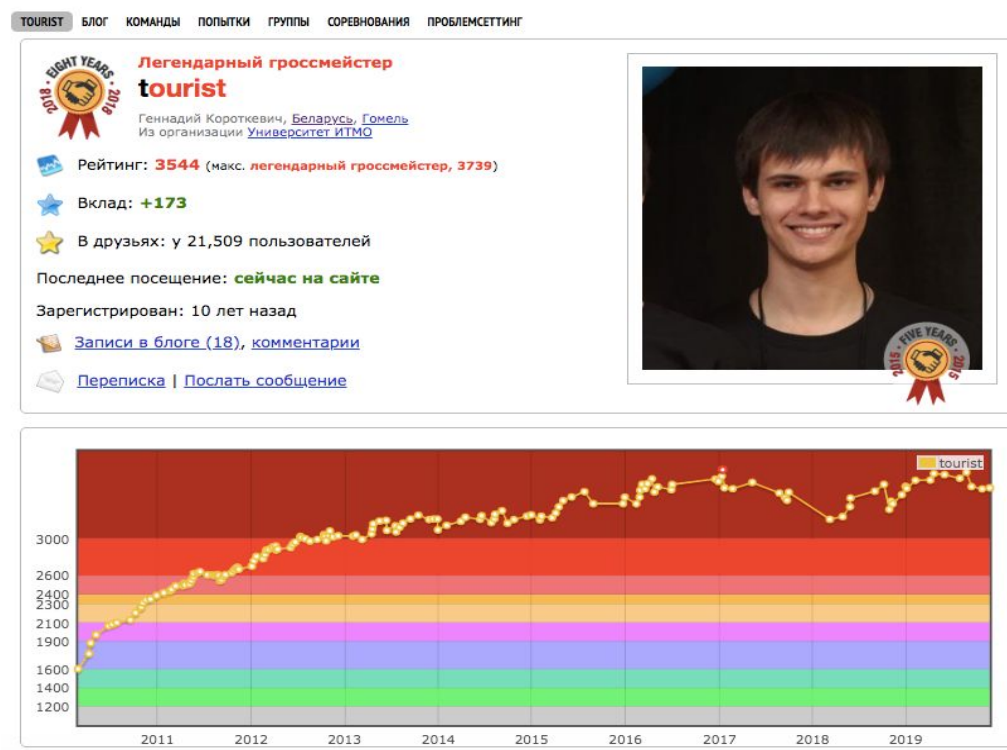 TOURIST БЛОГ КОМАНДЫ ПОПЫТКИ ГРУППЫ СОРЕВНОВАНИЯ ПРОБЛЕМСЕТТИНГ
EIGHT YEARS
2018 · 2018
Легендарный гроссмейстер
tourist
Геннадий Короткевич, Беларусь, Гомель
Из организации Университет ИТМО
Рейтинг: 3544 (макс. легендарный гроссмейстер, 3739)
Вклад: +173
В друзьях: у 21,509 пользователей
Последнее посещение: сейчас на сайте
Зарегистрирован: 10 лет назад
Записи в блоге (18), комментарии
Переписка | Послать сообщение
FIVE YEARS
2015 · 2015
tourist
3000
2600
2400
2300
2100
1900
1600
1400
1200
2011 2012 2013 2014 2015 2016 2017 2018 2019